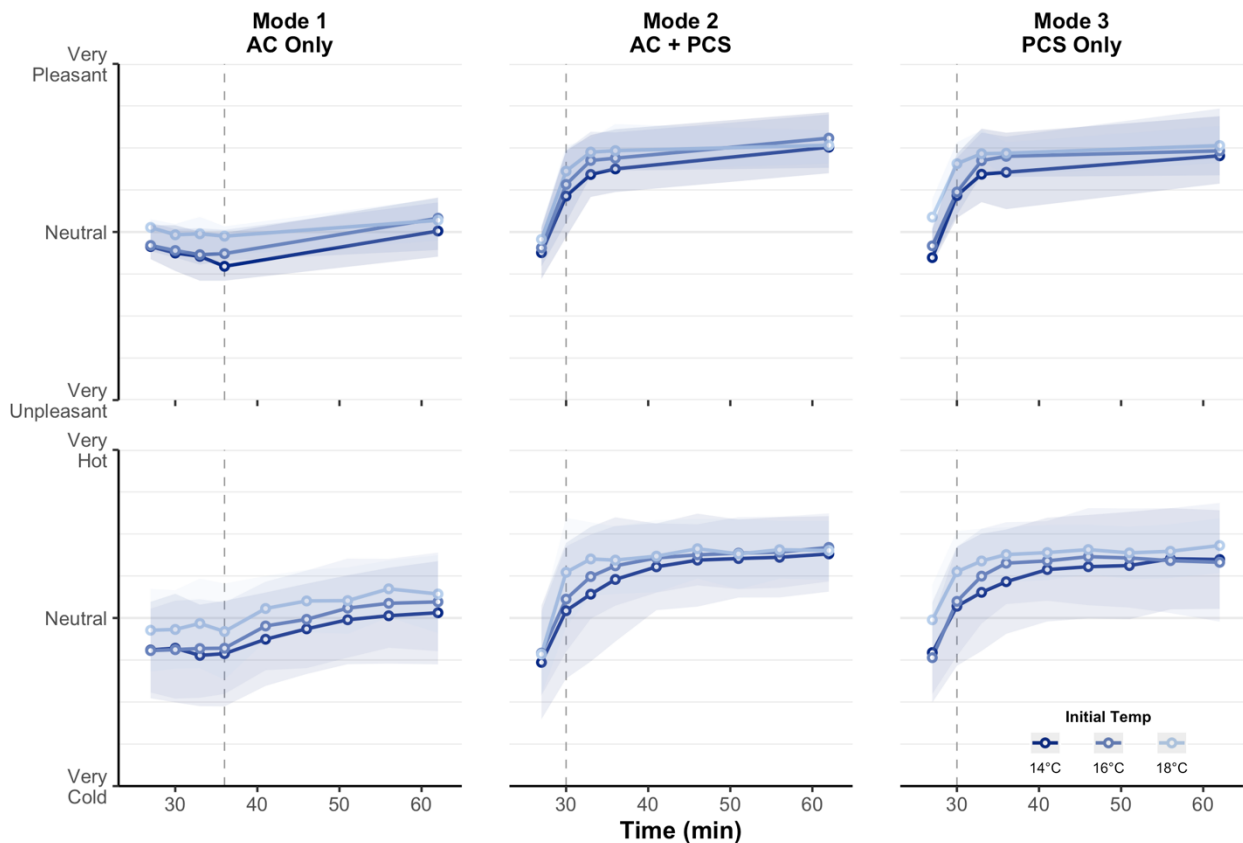 Mode 1
AC Only
Mode 2
AC + PCS
Mode 3
PCS Only
Very
Pleasant
Neutral
Very
Unpleasant
Very
Hot
Neutral
Very
Cold
Initial Temp
14°C 16°C 18°C
30 40 50 60 30 40 50 60 30 40 50 60
Time (min)